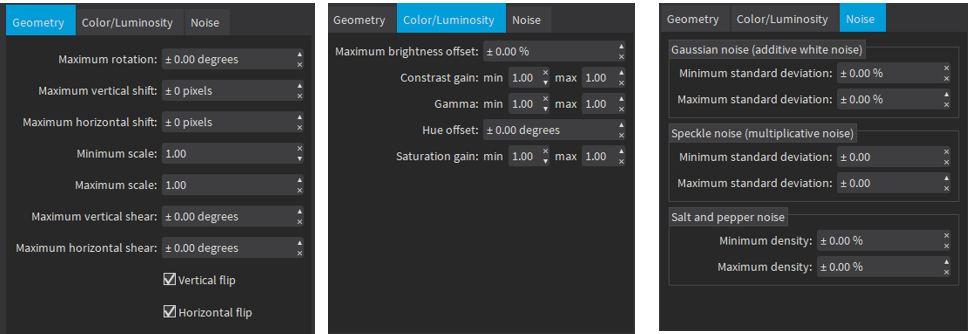 Geometry Color/Luminosity Noise
Maximum rotation: ± 0.00 degrees
Maximum vertical shift: ± 0 pixels
Maximum horizontal shift: ± 0 pixels
Minimum scale: 1.00
Maximum scale: 1.00
Maximum vertical shear: ± 0.00 degrees
Maximum horizontal shear: ± 0.00 degrees
Vertical flip
Horizontal flip
Geometry Color/Luminosity Noise
Maximum brightness offset: ± 0.00 %
Constrast gain: min 1.00 max 1.00
Gamma: min 1.00 max 1.00
Hue offset: ± 0.00 degrees
Saturation gain: min 1.00 max 1.00
Geometry Color/Luminosity Noise
Gaussian noise (additive white noise)
Minimum standard deviation: ± 0.00 %
Maximum standard deviation: ± 0.00 %
Speckle noise (multiplicative noise)
Minimum standard deviation: ± 0.00
Maximum standard deviation: ± 0.00
Salt and pepper noise
Minimum density: ± 0.00 %
Maximum density: ± 0.00 %